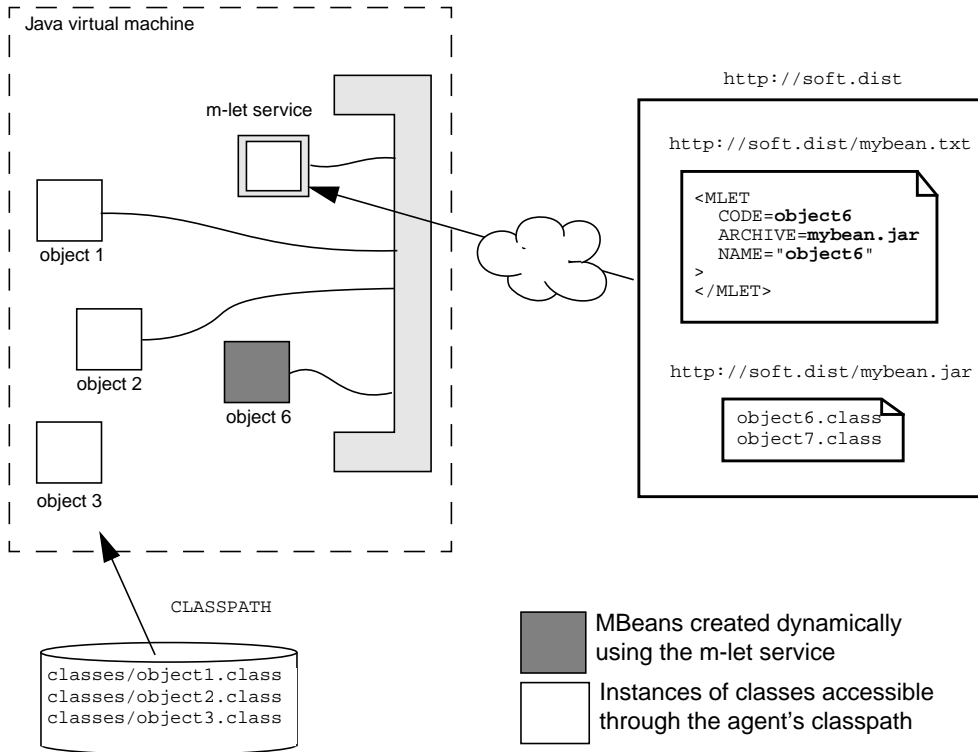 Java virtual machine
m-let service
object 1
object 2
object 6
object 3
CLASSPATH
classes/object1.class
classes/object2.class
classes/object3.class
http://soft.dist
http://soft.dist/mybean.txt
<MLET
CODE=object6
ARCHIVE=mybean.jar
NAME="object6"
>
</MLET>
http://soft.dist/mybean.jar
object6.class
object7.class
MBeans created dynamically
using the m-let service
Instances of classes accessible
through the agent's classpath